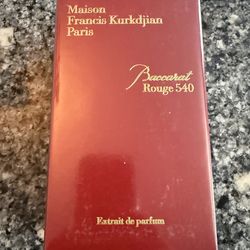 Maison
Francis Kurkdjian
Paris
Baccarat
Rouge 540
Extrait de parfum